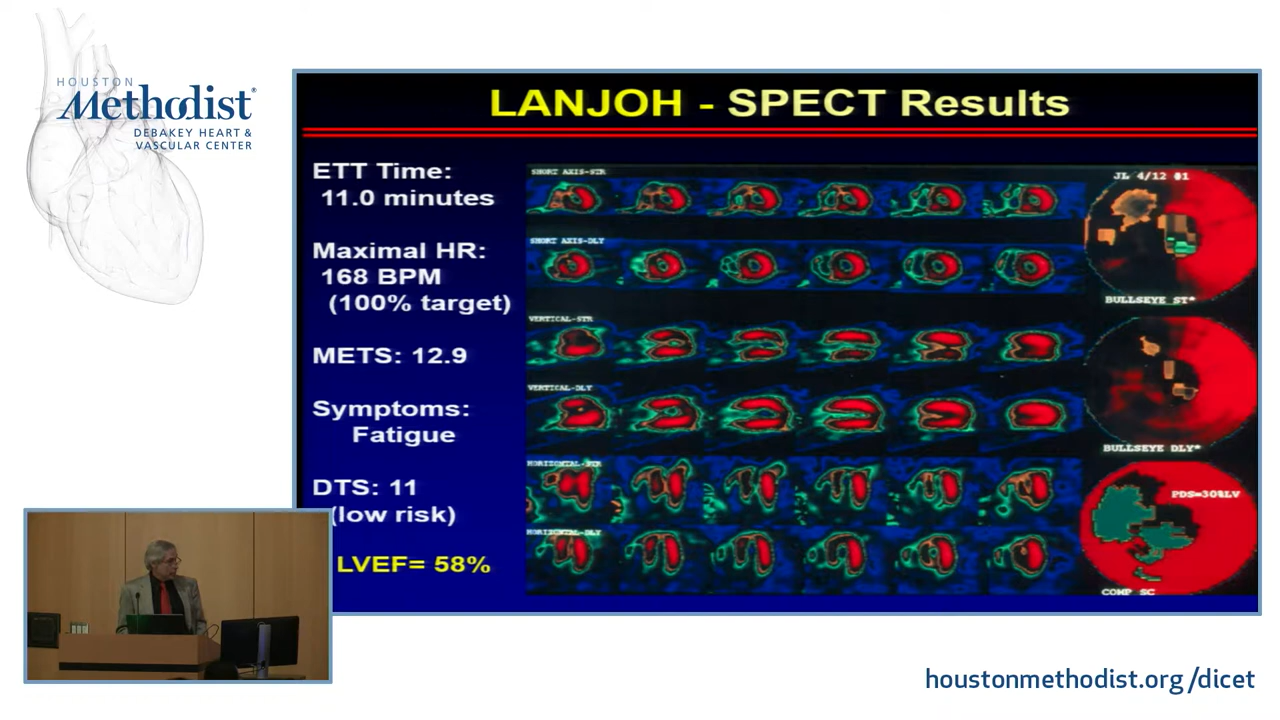 HOUSTON
Methodist®
DEBAKEY HEART &
VASCULAR CENTER
LANJOH - SPECT Results
ETT Time:
11.0 minutes
Maximal HR:
168 BPM
(100% target)
METS: 12.9
Symptoms:
Fatigue
DTS: 11
(low risk)
LVEF= 58%
SHORT AXIS-STR
SHORT AXIS-DLY
VERTICAL-STR
VERTICAL-DLY
HORIZONTAL-STR
HORIZONTAL-DLY
JL 4/12 @1
BULLSEYE ST*
BULLSEYE DLY*
PDS=30%LV
COMP SC
houstonmethodist.org/dicet